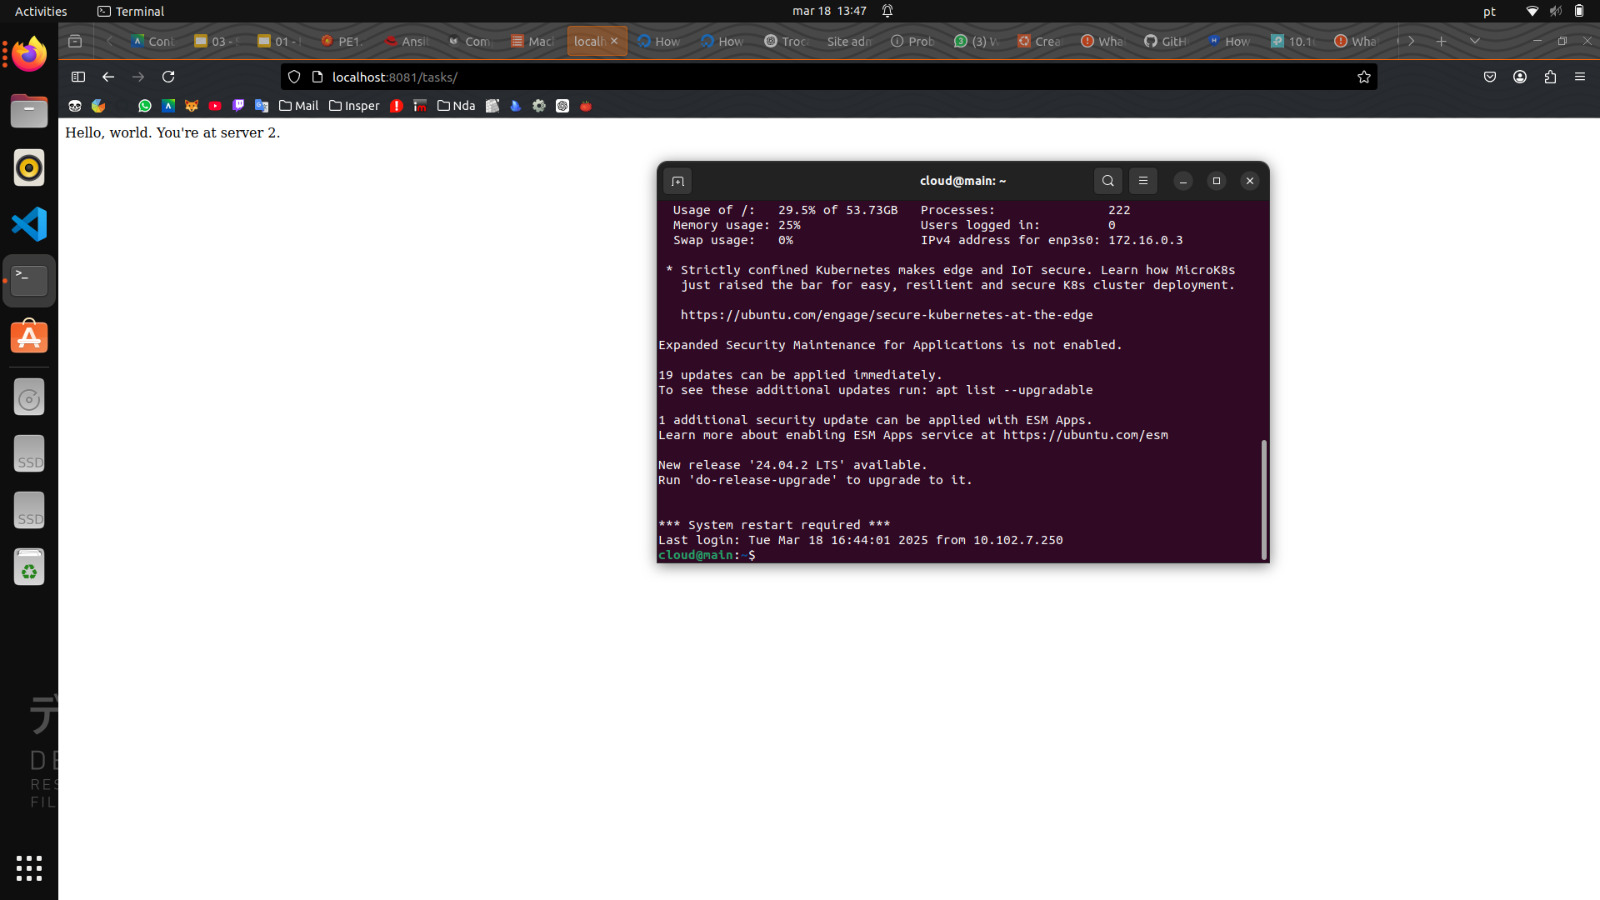 Activities Terminal mar 18 13:47 pt
Cont 03 - 01 - PE1 Ansi Com Mac local How How Troc Site adn Prob (3) W Crea Wha GitH How 10.1 Wha
localhost:8081/tasks/
Mail Insper Nda
Hello, world. You're at server 2.
cloud@main: ~
Usage of /: 29.5% of 53.73GB Processes: 222
Memory usage: 25% Users logged in: 0
Swap usage: 0% IPv4 address for enp3s0: 172.16.0.3
* Strictly confined Kubernetes makes edge and IoT secure. Learn how MicroK8s
just raised the bar for easy, resilient and secure K8s cluster deployment.
https://ubuntu.com/engage/secure-kubernetes-at-the-edge
Expanded Security Maintenance for Applications is not enabled.
19 updates can be applied immediately.
To see these additional updates run: apt list --upgradable
1 additional security update can be applied with ESM Apps.
Learn more about enabling ESM Apps service at https://ubuntu.com/esm
New release '24.04.2 LTS' available.
Run 'do-release-upgrade' to upgrade to it.
*** System restart required ***
Last login: Tue Mar 18 16:44:01 2025 from 10.102.7.250
cloud@main:~$
SSD
SSD
デ
DE
RES
FIL